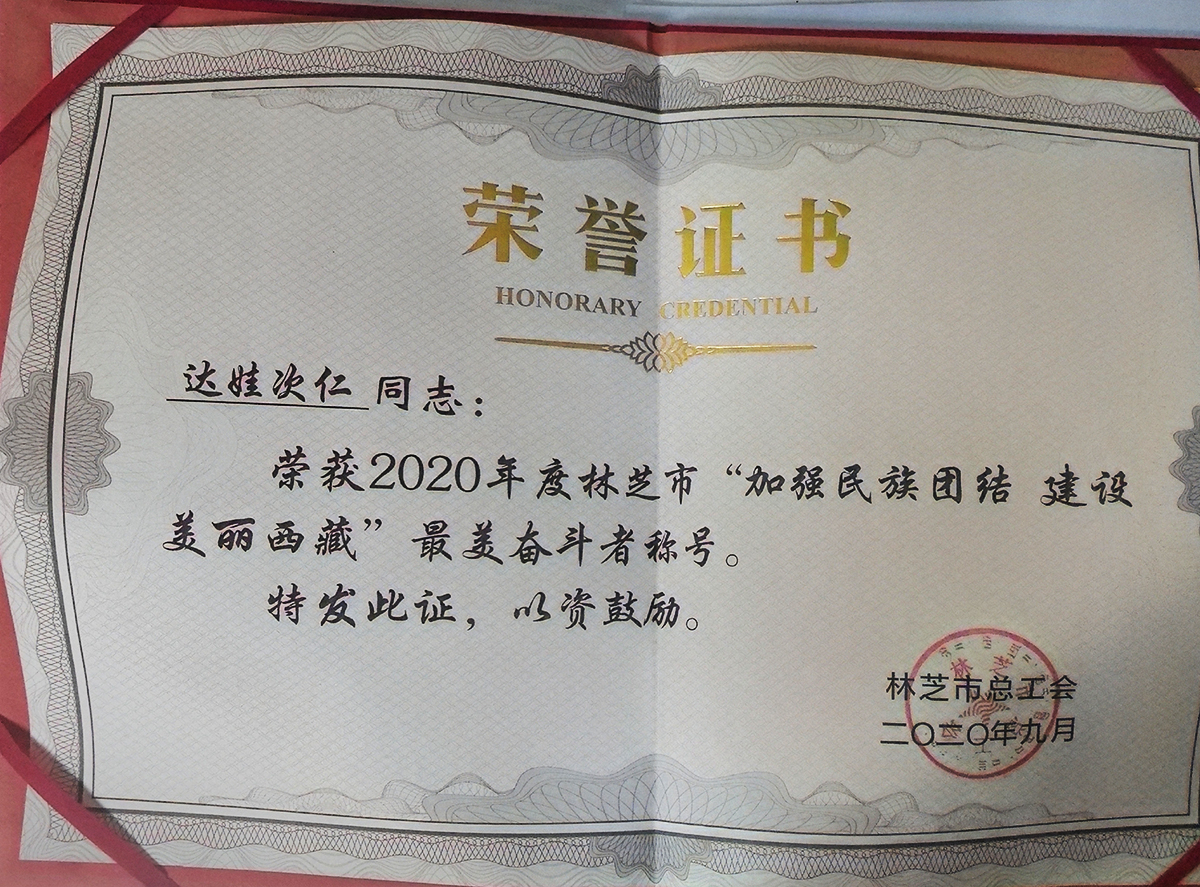 荣誉证书
HONORARY CREDENTIAL
达娃次仁 同志：
荣获2020年度林芝市“加强民族团结 建设
美丽西藏”最美奋斗者称号。
特发此证，以资鼓励。
林芝市总工会
二〇二〇年九月